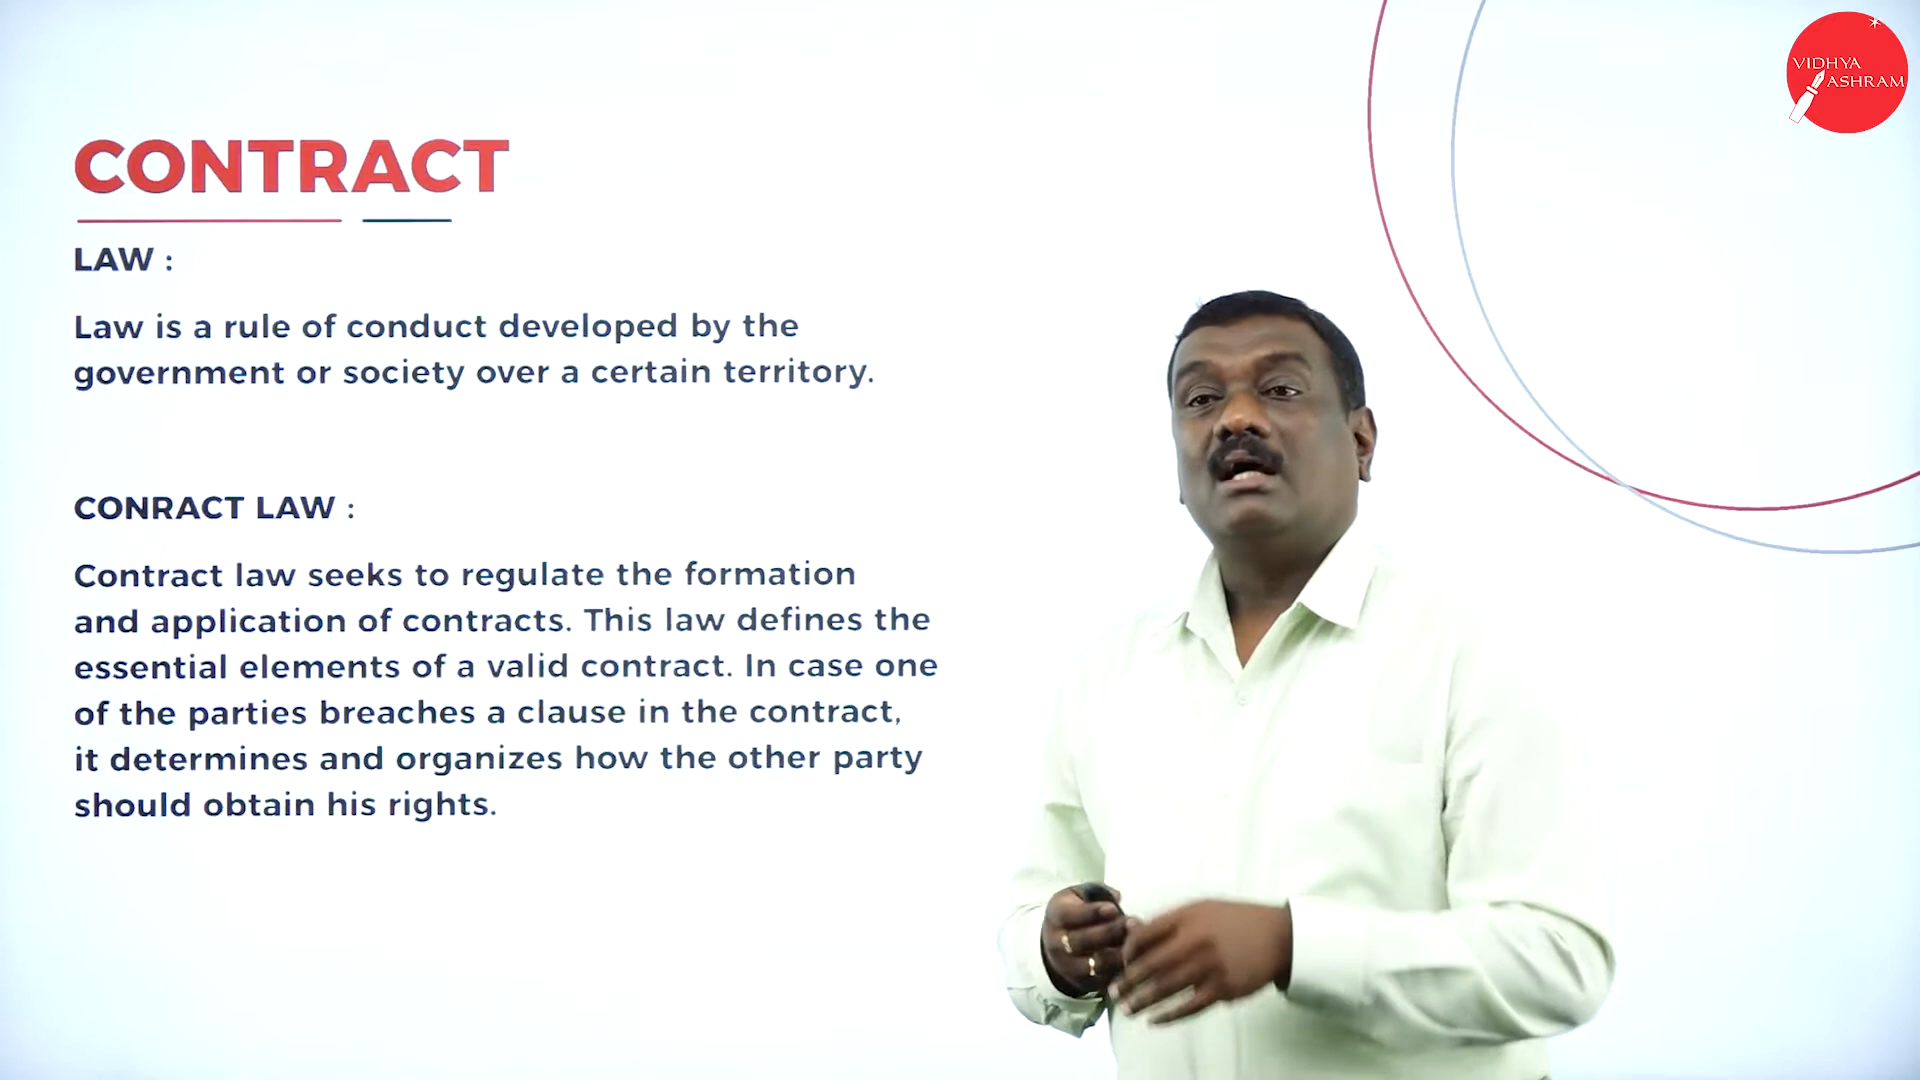 VIDHYA
ASHRAM
CONTRACT
LAW :
Law is a rule of conduct developed by the
government or society over a certain territory.
CONRACT LAW :
Contract law seeks to regulate the formation
and application of contracts. This law defines the
essential elements of a valid contract. In case one
of the parties breaches a clause in the contract,
it determines and organizes how the other party
should obtain his rights.